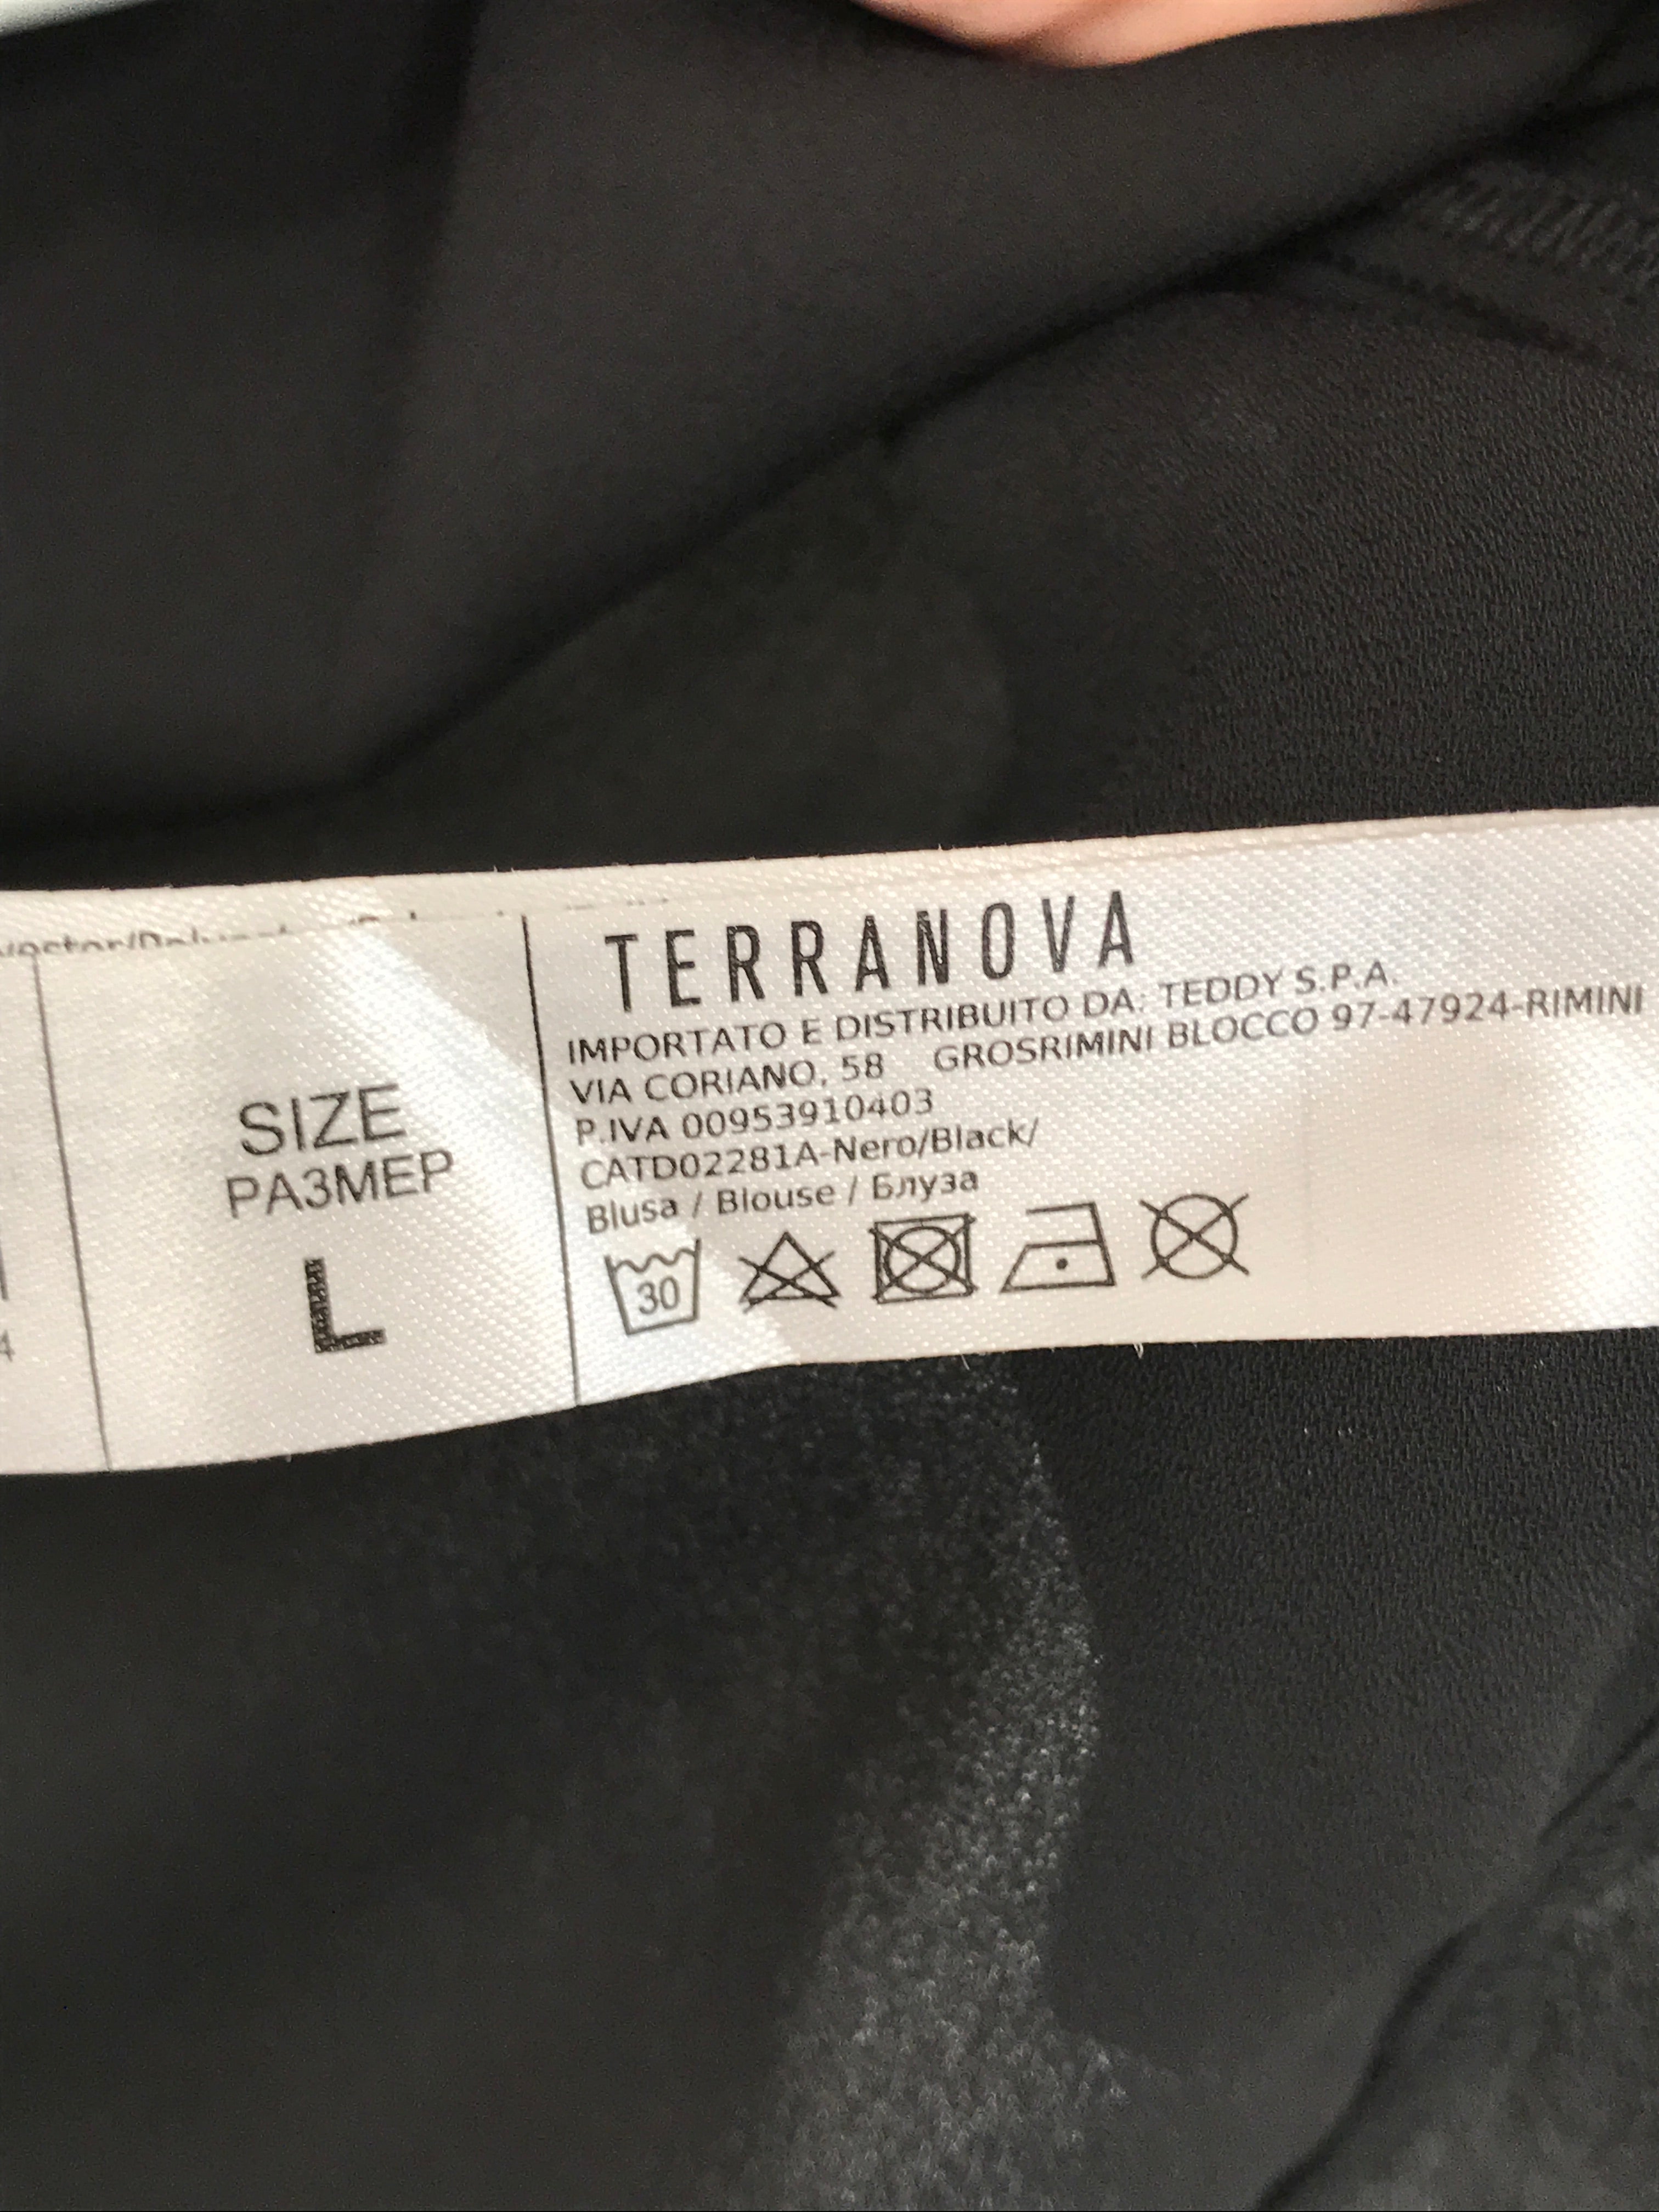 SIZE
РАЗМЕР
L
TERRANOVA
IMPORTATO E DISTRIBUITO DA: TEDDY S.P.A.
VIA CORIANO, 58 GROSRIMINI BLOCCO 97-47924-RIMINI
P.IVA 00953910403
CATD02281A-Nero/Black/
Blusa / Blouse / Блуза
30